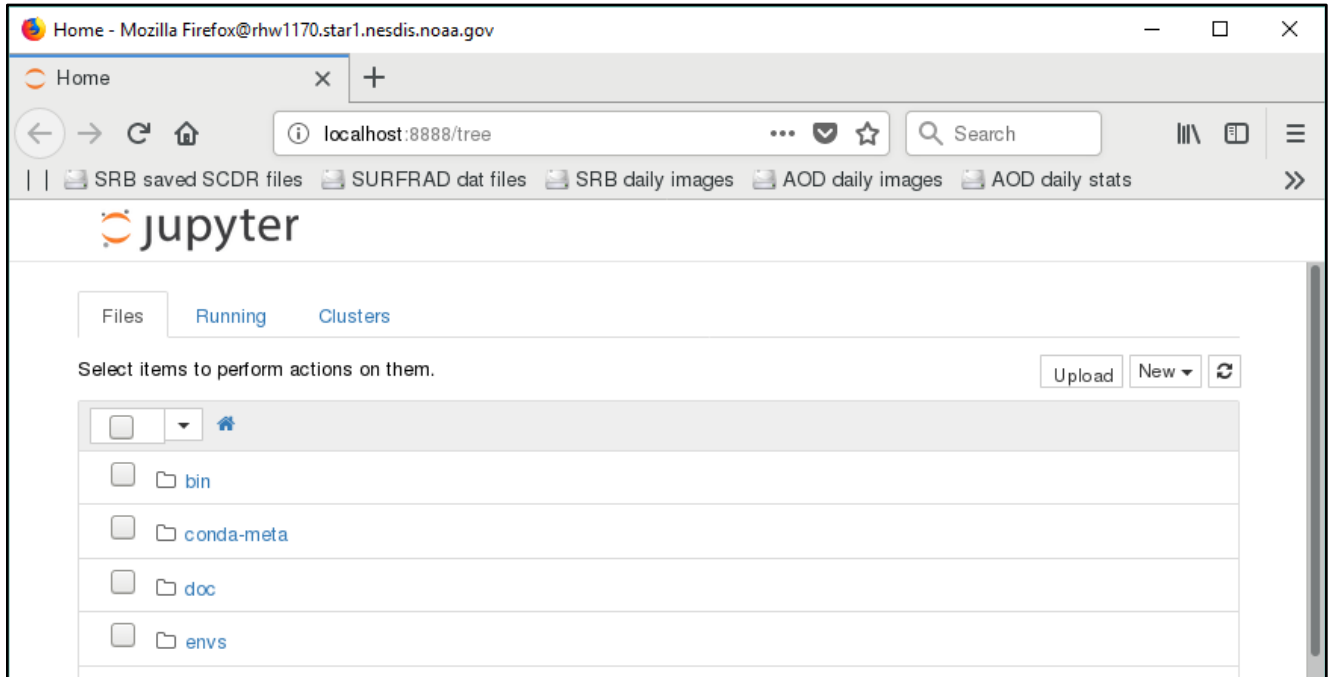 Home - Mozilla Firefox@rhw1170.star1.nesdis.noaa.gov
Home
localhost:8888/tree
Search
SRB saved SCDR files SURFRAD dat files SRB daily images AOD daily images AOD daily stats
jupyter
Files Running Clusters
Select items to perform actions on them.
Upload New
bin
conda-meta
doc
envs